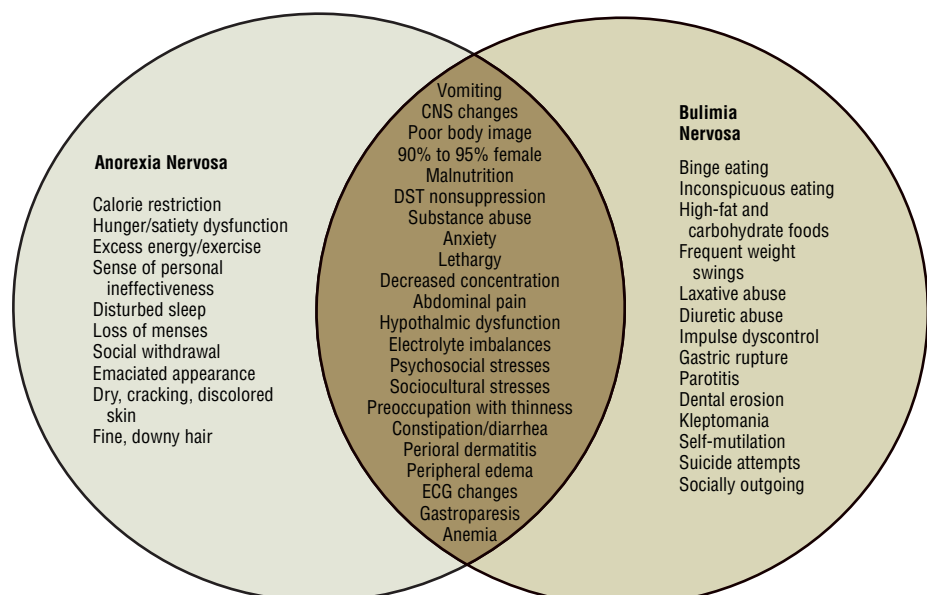 Anorexia Nervosa
Calorie restriction
Hunger/satiety dysfunction
Excess energy/exercise
Sense of personal
ineffectiveness
Disturbed sleep
Loss of menses
Social withdrawal
Emaciated appearance
Dry, cracking, discolored
skin
Fine, downy hair
Vomiting
CNS changes
Poor body image
90% to 95% female
Malnutrition
DST nonsuppression
Substance abuse
Anxiety
Lethargy
Decreased concentration
Abdominal pain
Hypothalmic dysfunction
Electrolyte imbalances
Psychosocial stresses
Sociocultural stresses
Preoccupation with thinness
Constipation/diarrhea
Perioral dermatitis
Peripheral edema
ECG changes
Gastroparesis
Anemia
Bulimia
Nervosa
Binge eating
Inconspicuous eating
High-fat and
carbohydrate foods
Frequent weight
swings
Laxative abuse
Diuretic abuse
Impulse dyscontrol
Gastric rupture
Parotitis
Dental erosion
Kleptomania
Self-mutilation
Suicide attempts
Socially outgoing